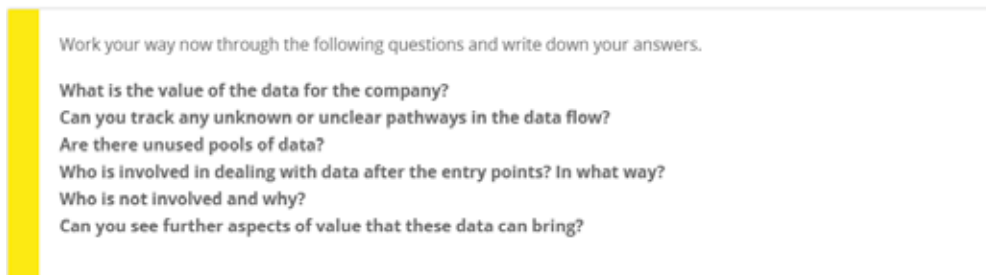 Work your way now through the following questions and write down your answers.
What is the value of the data for the company?
Can you track any unknown or unclear pathways in the data flow?
Are there unused pools of data?
Who is involved in dealing with data after the entry points? In what way?
Who is not involved and why?
Can you see further aspects of value that these data can bring?